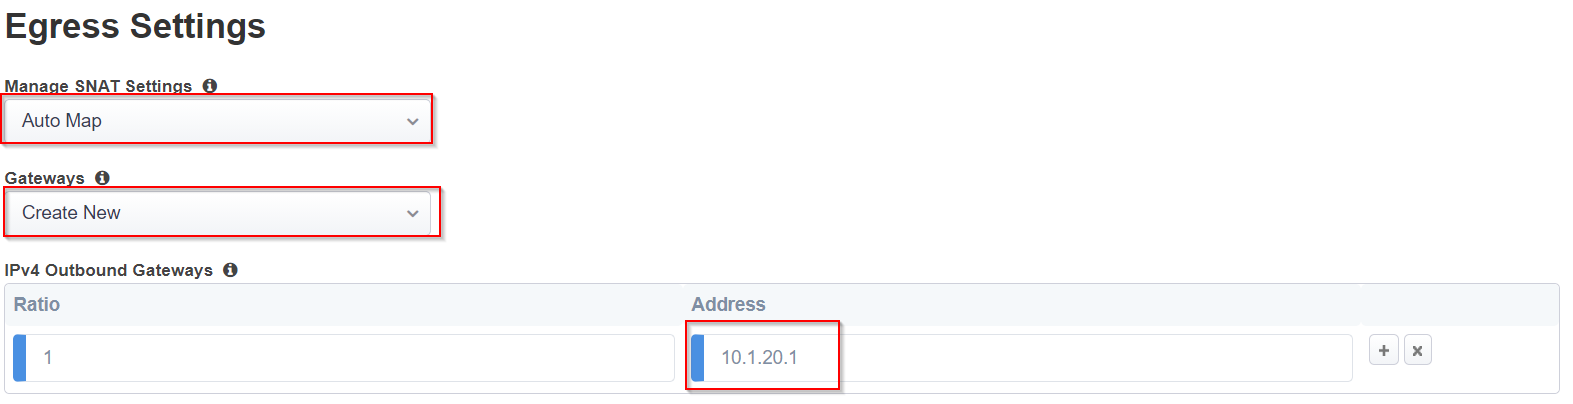 Egress Settings
Manage SNAT Settings
Auto Map
Gateways
Create New
IPv4 Outbound Gateways
Ratio Address
1 10.1.20.1